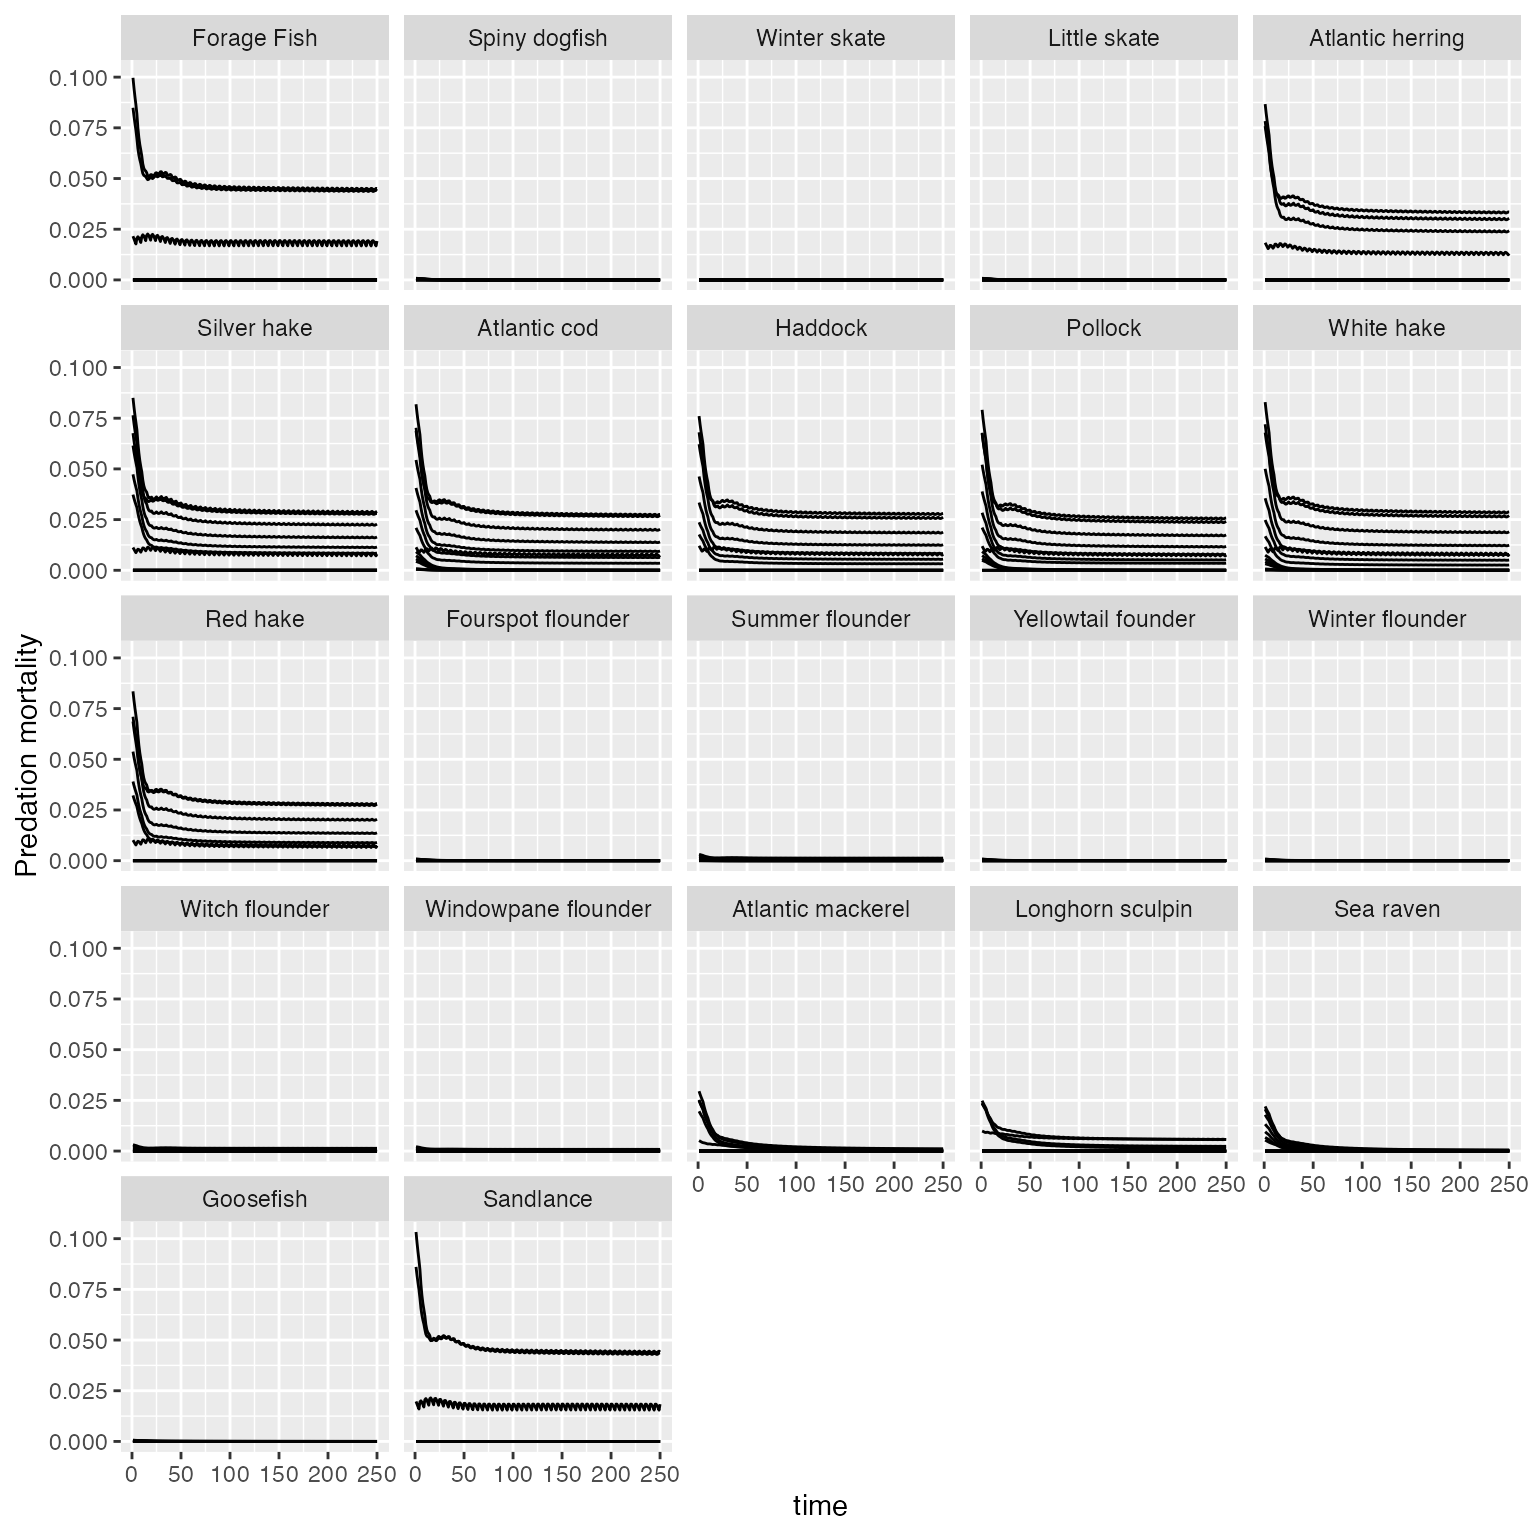 Forage Fish Spiny dogfish Winter skate Little skate Atlantic herring
0.100
0.075
0.050
0.025
0.000
Silver hake Atlantic cod Haddock Pollock White hake
0.100
0.075
0.050
0.025
0.000
Red hake Fourspot flounder Summer flounder Yellowtail founder Winter flounder
0.100
0.075
0.050
0.025
0.000
Predation mortality
Witch flounder Windowpane flounder Atlantic mackerel Longhorn sculpin Sea raven
0.100
0.075
0.050
0.025
0.000
0 50 100 150 200 250 0 50 100 150 200 250 0 50 100 150 200 250
Goosefish Sandlance
0.100
0.075
0.050
0.025
0.000
0 50 100 150 200 250 0 50 100 150 200 250
time